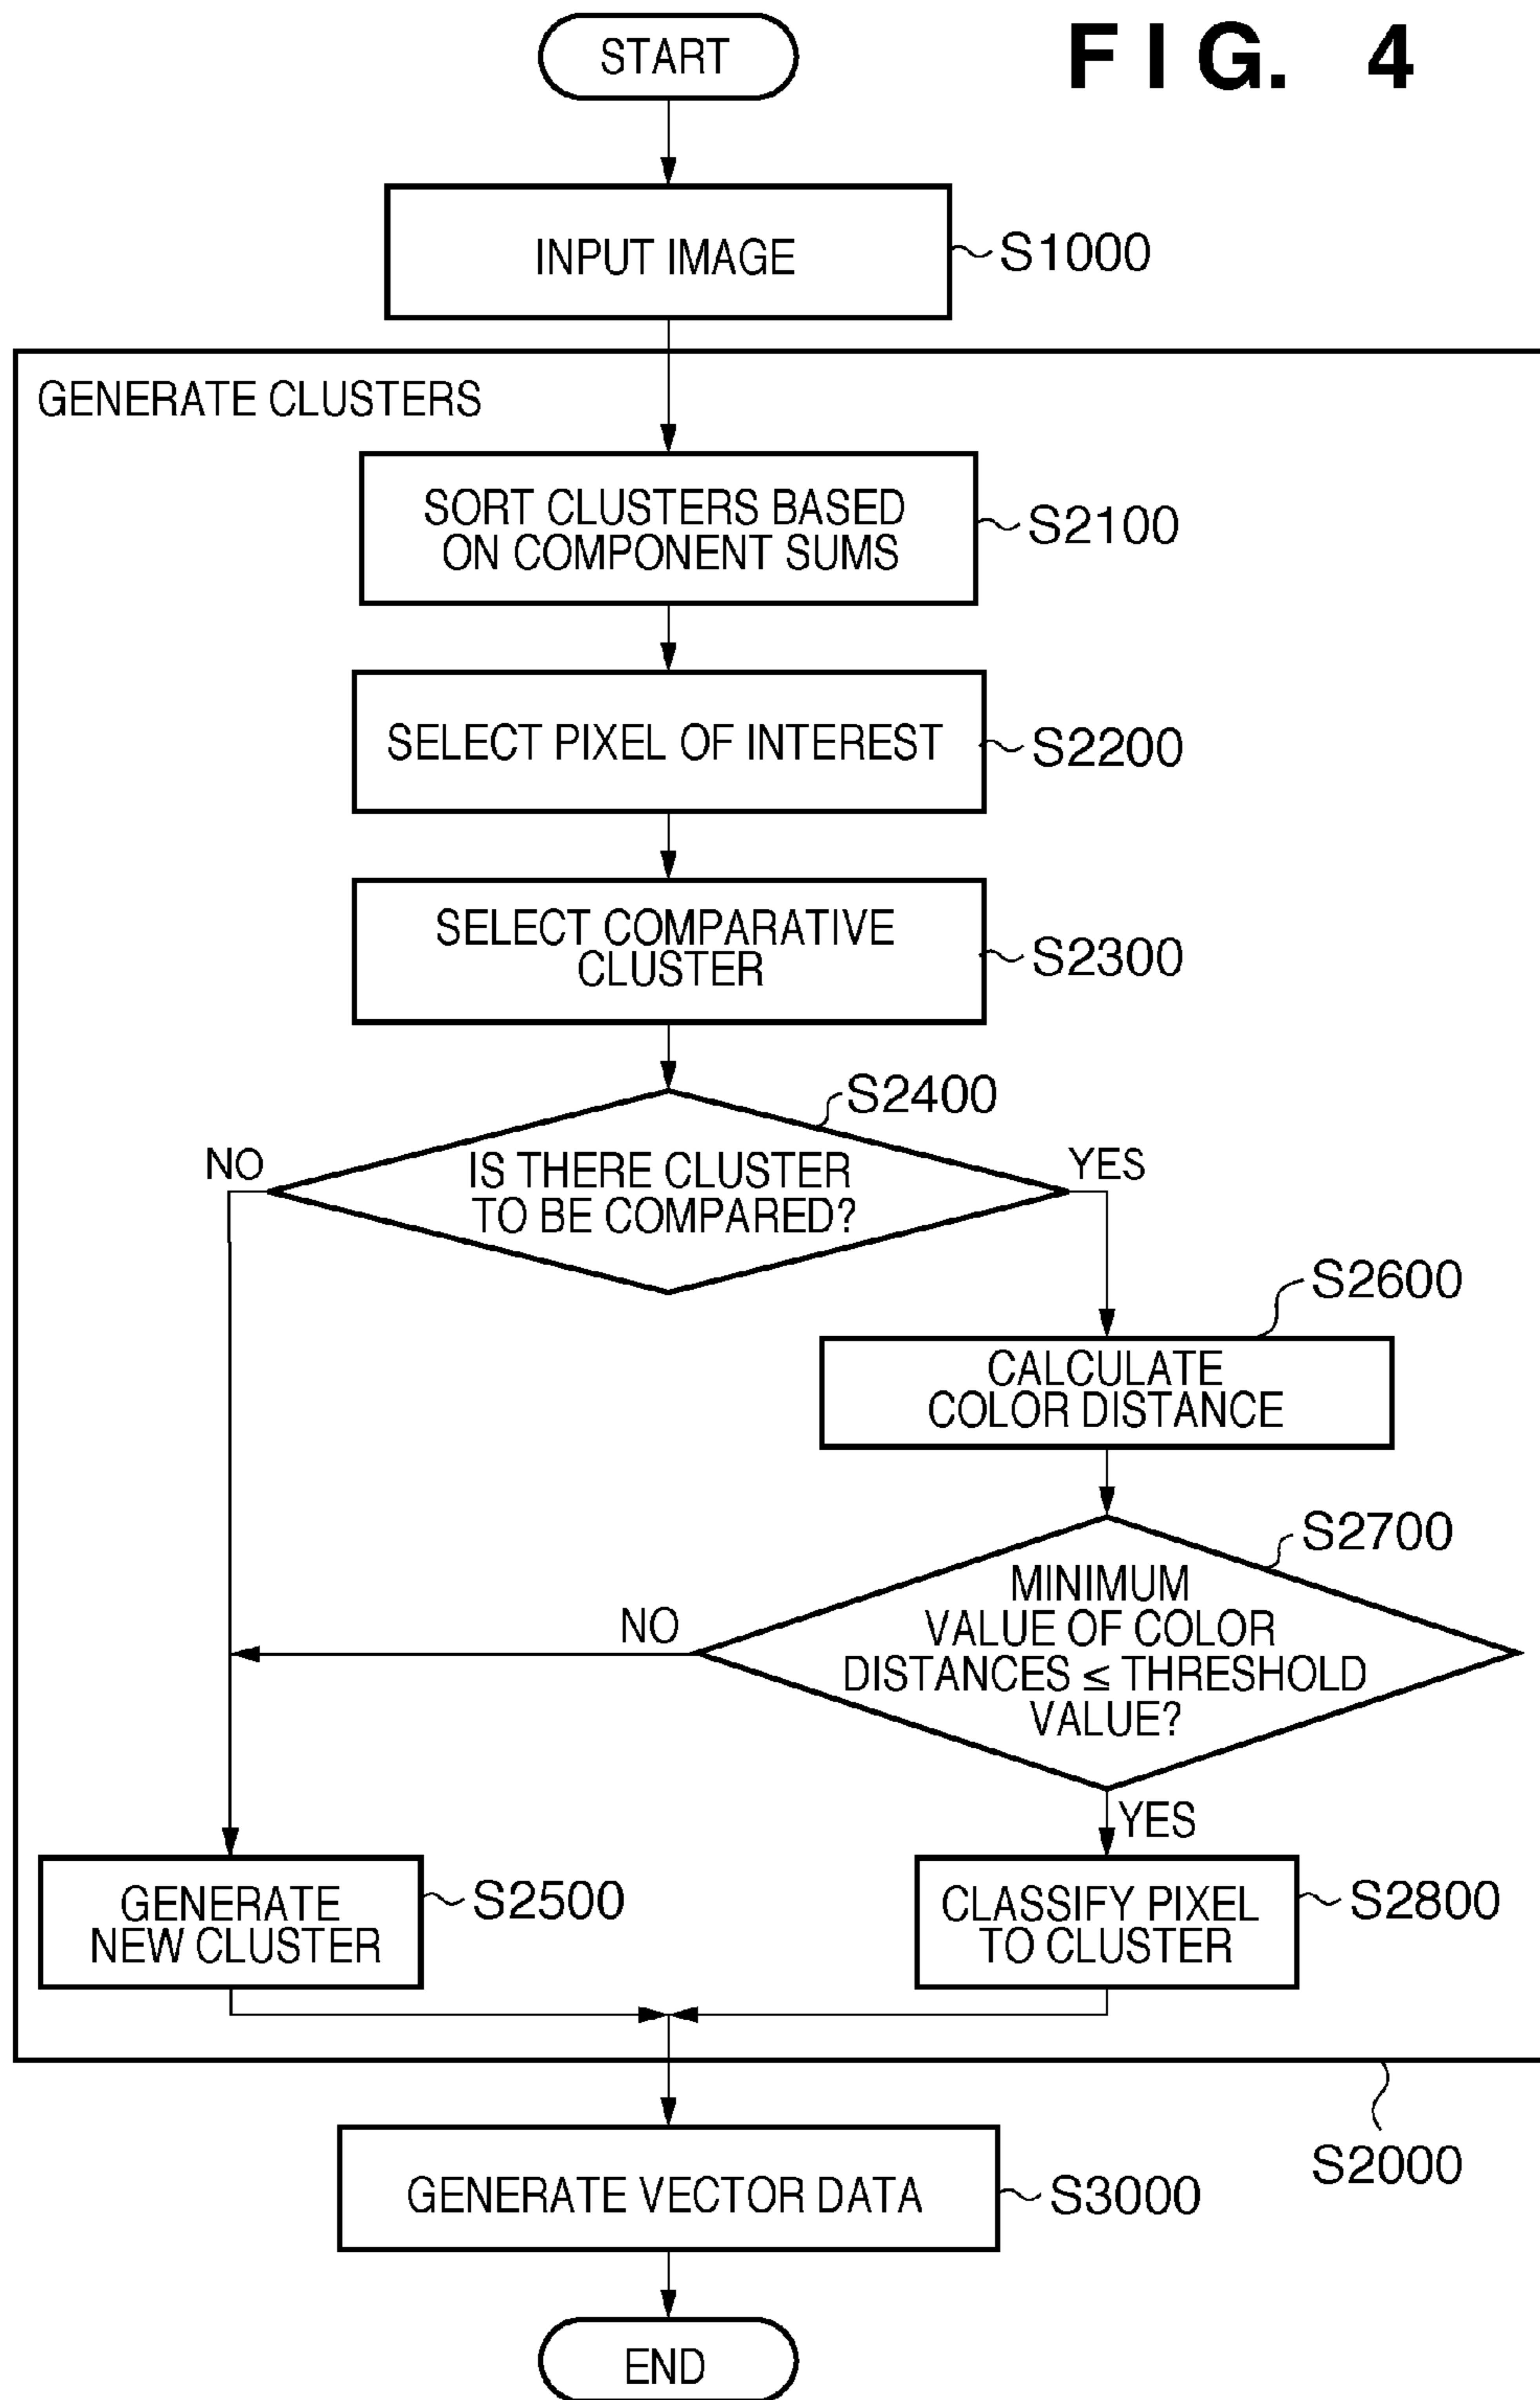 START
FIG. 4
INPUT IMAGE
S1000
GENERATE CLUSTERS
SORT CLUSTERS BASED
ON COMPONENT SUMS
S2100
SELECT PIXEL OF INTEREST
S2200
SELECT COMPARATIVE
CLUSTER
S2300
S2400
NO
IS THERE CLUSTER
TO BE COMPARED?
YES
S2600
CALCULATE
COLOR DISTANCE
S2700
MINIMUM
VALUE OF COLOR
DISTANCES ≤ THRESHOLD
VALUE?
NO
YES
GENERATE
NEW CLUSTER
S2500
CLASSIFY PIXEL
TO CLUSTER
S2800
S2000
GENERATE VECTOR DATA
S3000
END